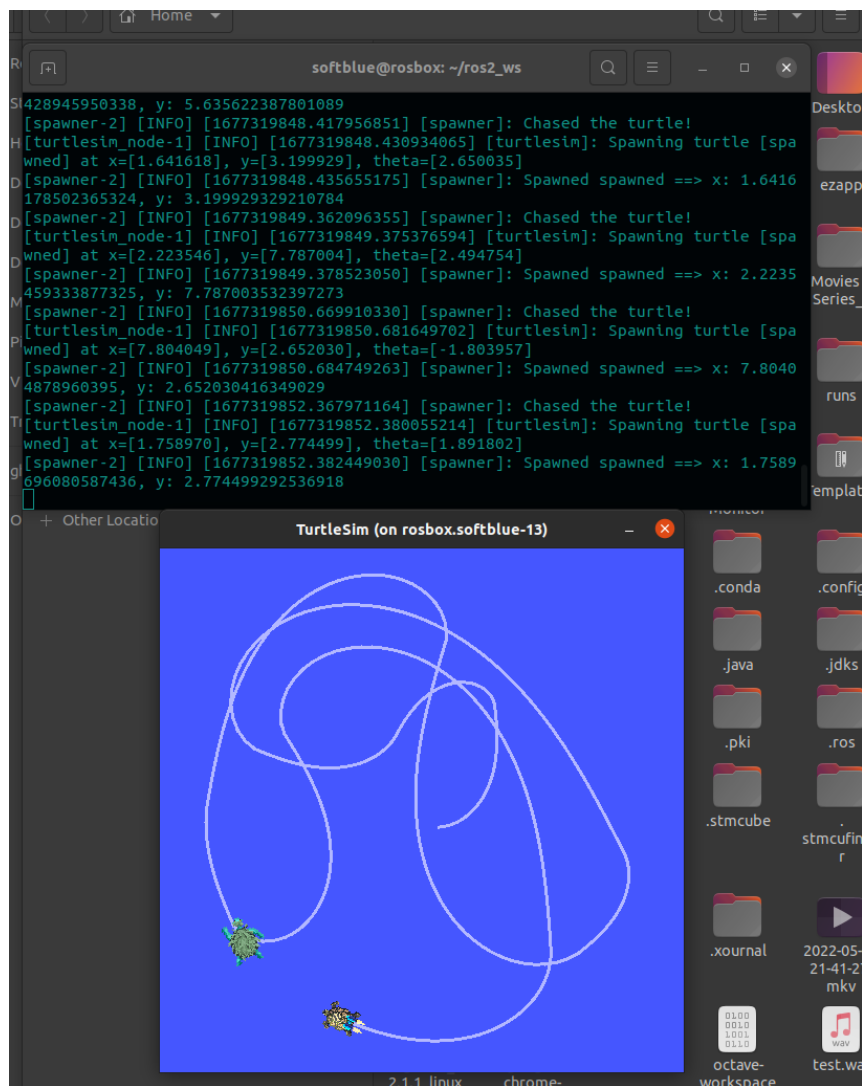 Home
softblue@rosbox: ~/ros2_ws
428945950338, y: 5.635622387801089
[spawner-2] [INFO] [1677319848.417956851] [spawner]: Chased the turtle!
[turtlesim_node-1] [INFO] [1677319848.430934065] [turtlesim]: Spawning turtle [spa
wned] at x=[1.641618], y=[3.199929], theta=[2.650035]
[spawner-2] [INFO] [1677319848.435655175] [spawner]: Spawned spawned ==> x: 1.6416
178502365324, y: 3.199929329210784
[spawner-2] [INFO] [1677319849.362096355] [spawner]: Chased the turtle!
[turtlesim_node-1] [INFO] [1677319849.375376594] [turtlesim]: Spawning turtle [spa
wned] at x=[2.223546], y=[7.787004], theta=[2.494754]
[spawner-2] [INFO] [1677319849.378523050] [spawner]: Spawned spawned ==> x: 2.2235
459333877325, y: 7.787003532397273
[spawner-2] [INFO] [1677319850.669910330] [spawner]: Chased the turtle!
[turtlesim_node-1] [INFO] [1677319850.681649702] [turtlesim]: Spawning turtle [spa
wned] at x=[7.804049], y=[2.652030], theta=[-1.803957]
[spawner-2] [INFO] [1677319850.684749263] [spawner]: Spawned spawned ==> x: 7.8040
4878960395, y: 2.652030416349029
[spawner-2] [INFO] [1677319852.367971164] [spawner]: Chased the turtle!
[turtlesim_node-1] [INFO] [1677319852.380055214] [turtlesim]: Spawning turtle [spa
wned] at x=[1.758970], y=[2.774499], theta=[1.891802]
[spawner-2] [INFO] [1677319852.382449030] [spawner]: Spawned spawned ==> x: 1.7589
696080587436, y: 2.774499292536918
Deskto
ezapp
Movies
Series_
runs
emplat
+ Other Locatio
TurtleSim (on rosbox.softblue-13)
.conda
.config
.java
.jdks
.pki
.ros
.stmcube
.
stmcufin
r
.xournal
2022-05-
21-41-2
mkv
octave-
workspace
test.wa
2.1.1_linux
chrome-